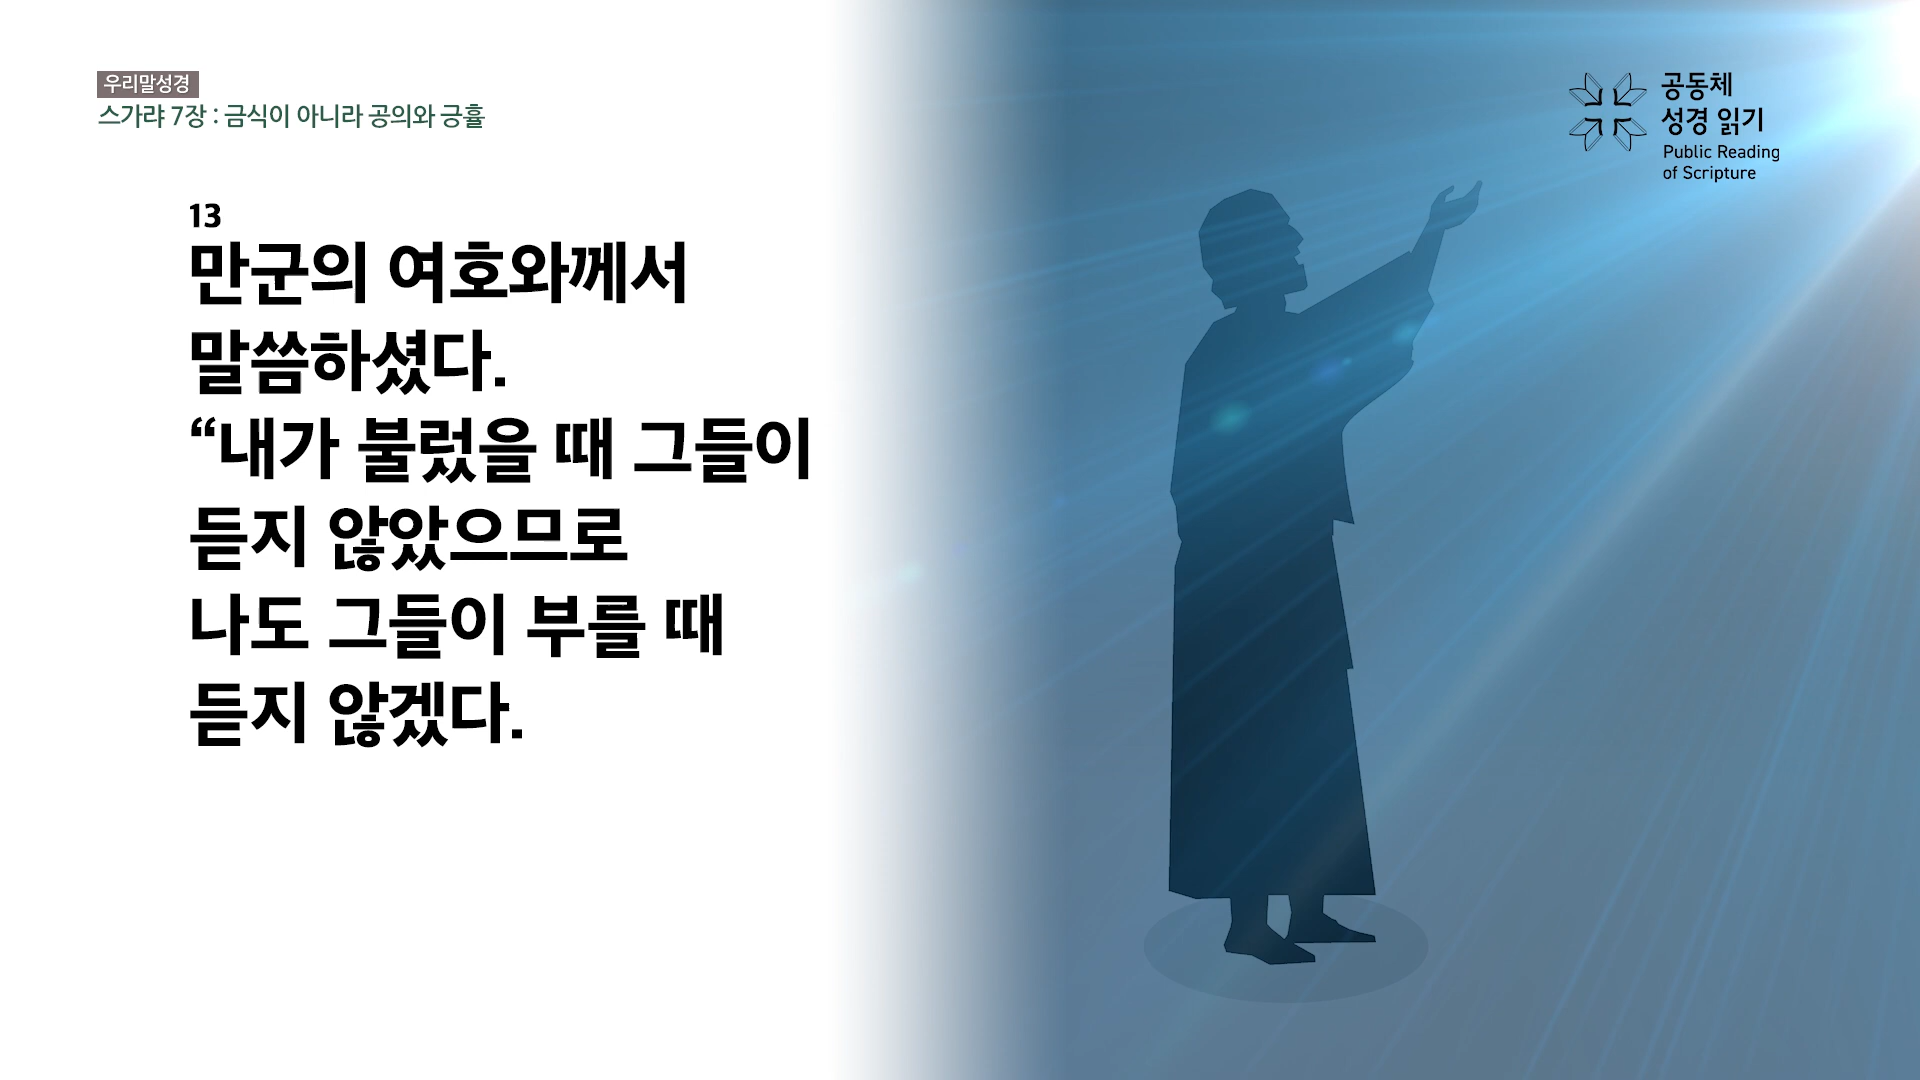 우리말성경
스가랴 7장 : 금식이 아니라 공의와 긍휼
공동체
성경 읽기
Public Reading
of Scripture
13
만군의 여호와께서
말씀하셨다.
“내가 불렀을 때 그들이
듣지 않았으므로
나도 그들이 부를 때
듣지 않겠다.